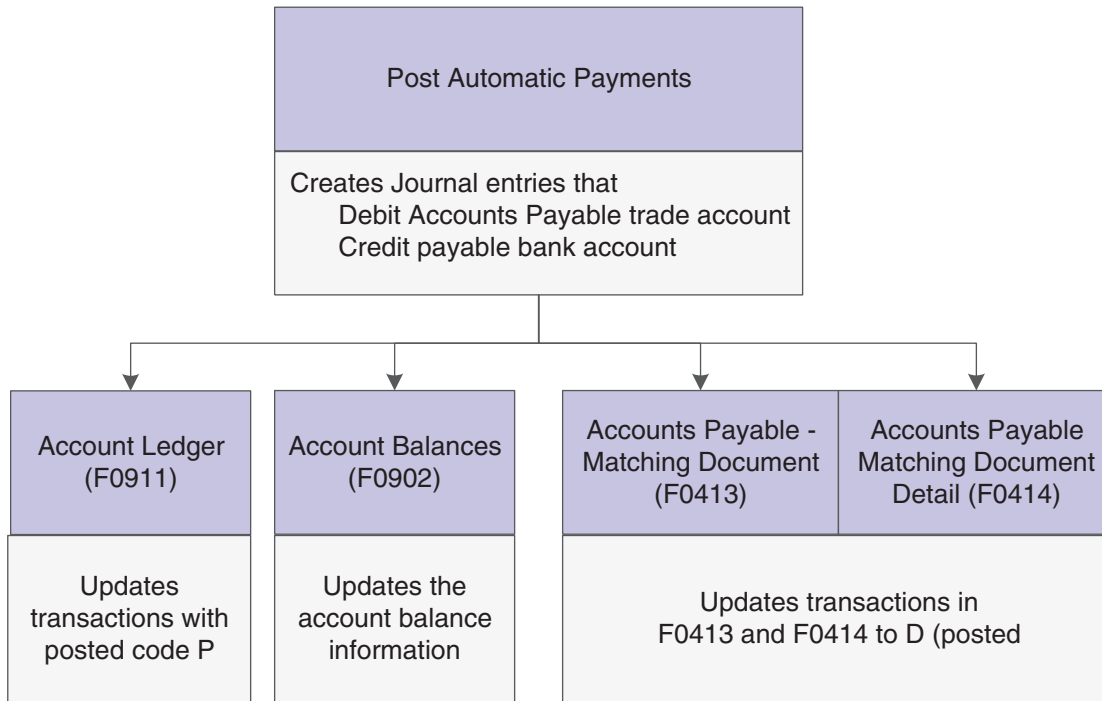 Post Automatic Payments
Creates Journal entries that
Debit Accounts Payable trade account
Credit payable bank account
Account Ledger
(F0911)
Updates
transactions with
posted code P
Account Balances
(F0902)
Updates the
account balance
information
Accounts Payable -
Matching Document
(F0413)
Accounts Payable
Matching Document
Detail (F0414)
Updates transactions in
F0413 and F0414 to D (posted